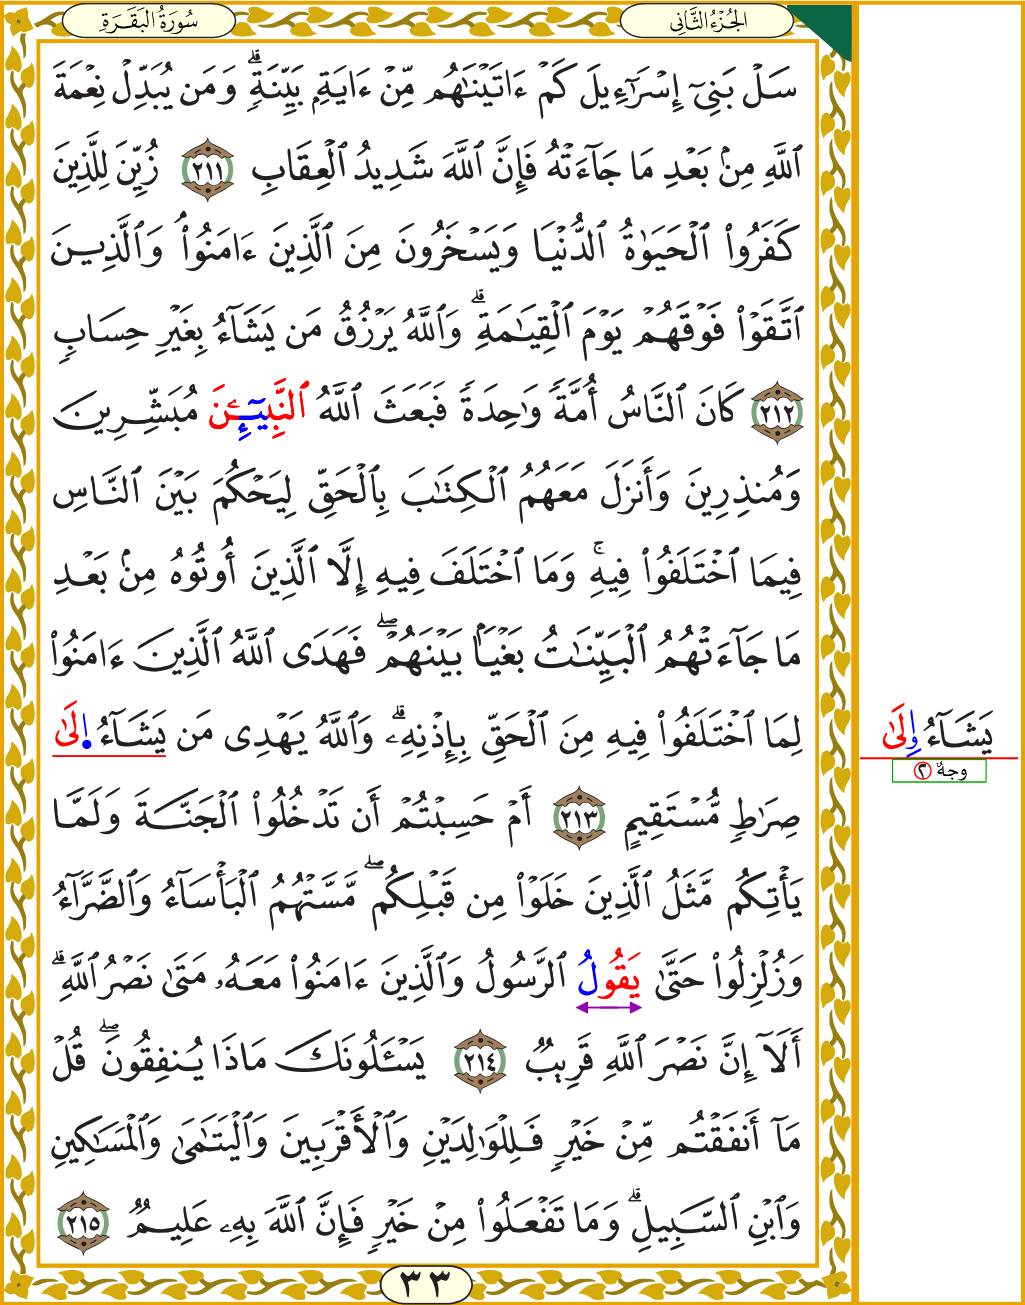 سُورَةُ البَقَرَةِ
الجُزْءُ الثَّانِي
سَلۡ بَنِيٓ إِسۡرَٰٓءِيلَ كَمۡ ءَاتَيۡنَٰهُم مِّنۡ ءَايَةِۭ بَيِّنَةٖۗ وَمَن يُبَدِّلۡ نِعۡمَةَ
ٱللَّهِ مِنۢ بَعۡدِ مَا جَآءَتۡهُ فَإِنَّ ٱللَّهَ شَدِيدُ ٱلۡعِقَابِ ٢١١ زُيِّنَ لِلَّذِينَ
كَفَرُواْ ٱلۡحَيَوٰةُ ٱلدُّنۡيَا وَيَسۡخَرُونَ مِنَ ٱلَّذِينَ ءَامَنُواْۘ وَٱلَّذِينَ
ٱتَّقَوۡاْ فَوۡقَهُمۡ يَوۡمَ ٱلۡقِيَٰمَةِۗ وَٱللَّهُ يَرۡزُقُ مَن يَشَآءُ بِغَيۡرِ حِسَابٖ
٢١٢ كَانَ ٱلنَّاسُ أُمَّةٗ وَٰحِدَةٗ فَبَعَثَ ٱللَّهُ ٱلنَّبِيٓـِٔينَ مُبَشِّرِينَ
وَمُنذِرِينَ وَأَنزَلَ مَعَهُمُ ٱلۡكِتَٰبَ بِٱلۡحَقِّ لِيَحۡكُمَ بَيۡنَ ٱلنَّاسِ
فِيمَا ٱخۡتَلَفُواْ فِيهِۚ وَمَا ٱخۡتَلَفَ فِيهِ إِلَّا ٱلَّذِينَ أُوتُوهُ مِنۢ بَعۡدِ
مَا جَآءَتۡهُمُ ٱلۡبَيِّنَٰتُ بَغۡيَۢا بَيۡنَهُمۡۖ فَهَدَى ٱللَّهُ ٱلَّذِينَ ءَامَنُواْ
لِمَا ٱخۡتَلَفُواْ فِيهِ مِنَ ٱلۡحَقِّ بِإِذۡنِهِۦۗ وَٱللَّهُ يَهۡدِي مَن يَشَآءُ اِ۪لَىٰ
صِرَٰطٖ مُّسۡتَقِيمٍ ٢١٣ أَمۡ حَسِبۡتُمۡ أَن تَدۡخُلُواْ ٱلۡجَنَّةَ وَلَمَّا
يَأۡتِكُم مَّثَلُ ٱلَّذِينَ خَلَوۡاْ مِن قَبۡلِكُمۖ مَّسَّتۡهُمُ ٱلۡبَأۡسَآءُ وَٱلضَّرَّآءُ
وَزُلۡزِلُواْ حَتَّىٰ يَقُولُ ٱلرَّسُولُ وَٱلَّذِينَ ءَامَنُواْ مَعَهُۥ مَتَىٰ نَصۡرُ ٱللَّهِۗ
أَلَآ إِنَّ نَصۡرَ ٱللَّهِ قَرِيبٞ ٢١٤ يَسۡـَٔلُونَكَ مَاذَا يُنفِقُونَۖ قُلۡ
مَآ أَنفَقۡتُم مِّنۡ خَيۡرٖ فَلِلۡوَٰلِدَيۡنِ وَٱلۡأَقۡرَبِينَ وَٱلۡيَتَٰمَىٰ وَٱلۡمَسَٰكِينِ
وَٱبۡنِ ٱلسَّبِيلِۗ وَمَا تَفۡعَلُواْ مِنۡ خَيۡرٖ فَإِنَّ ٱللَّهَ بِهِۦ عَلِيمٞ ٢١٥
يَشَآءُ وِلَىٰ
وجهٌ ٢
٣٣